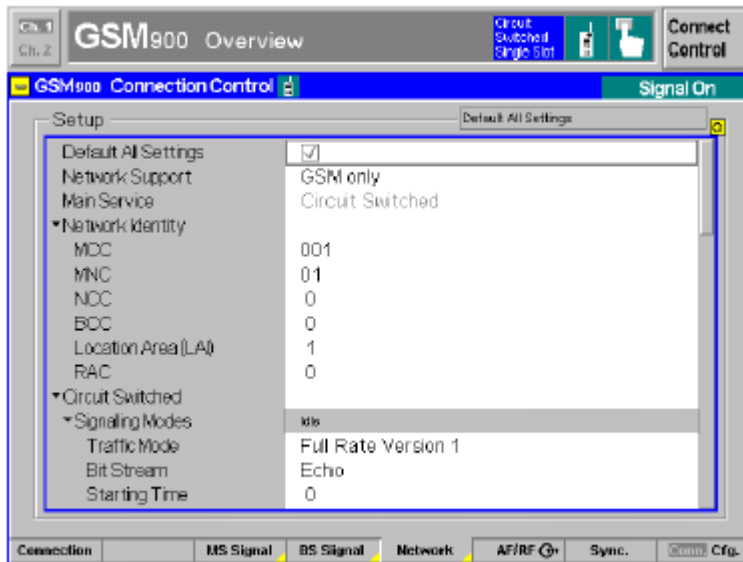 Ch. 1
Ch. 2
GSM900 Overview
Circuit
Switched
Single Slot
Connect
Control
GSM900 Connection Control
Signal On
Setup
Default All Settings
Default All Settings
Network Support GSM only
Main Service Circuit Switched
Network Identity
MCC 001
MNC 01
NCC 0
BCC 0
Location Area (LAI) 1
RAC 0
Circuit Switched
Signaling Modes Idle
Traffic Mode Full Rate Version 1
Bit Stream Echo
Starting Time 0
Connection MS Signal BS Signal Network AF/RF Sync. Conn. Cfg.